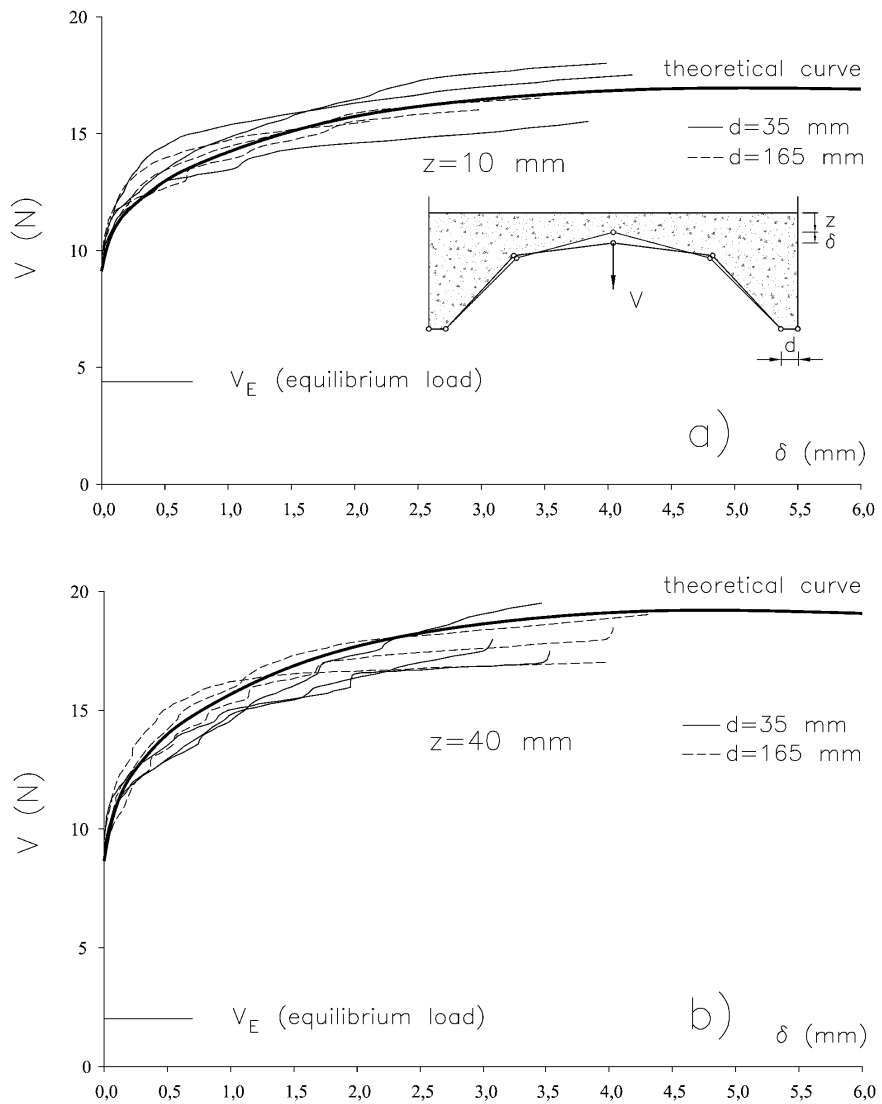 20
theoretical curve
d=35 mm
15
d=165 mm
z=10 mm
z
δ
V (N)
10
V
d
5
V_E (equilibrium load)
a)
δ (mm)
0
0,0 0,5 1,0 1,5 2,0 2,5 3,0 3,5 4,0 4,5 5,0 5,5 6,0
20
theoretical curve
15
d=35 mm
z=40 mm
d=165 mm
V (N)
10
5
V_E (equilibrium load)
b)
δ (mm)
0
0,0 0,5 1,0 1,5 2,0 2,5 3,0 3,5 4,0 4,5 5,0 5,5 6,0